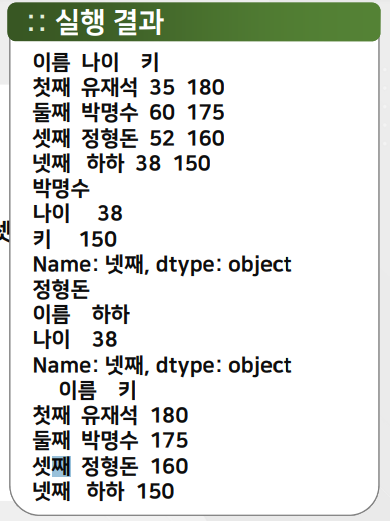 :: 실행 결과
이름 나이 키
첫째 유재석 35 180
둘째 박명수 60 175
셋째 정형돈 52 160
넷째 하하 38 150
박명수
나이 38
키 150
Name: 넷째, dtype: object
정형돈
이름 하하
나이 38
Name: 넷째, dtype: object
이름 키
첫째 유재석 180
둘째 박명수 175
셋째 정형돈 160
넷째 하하 150